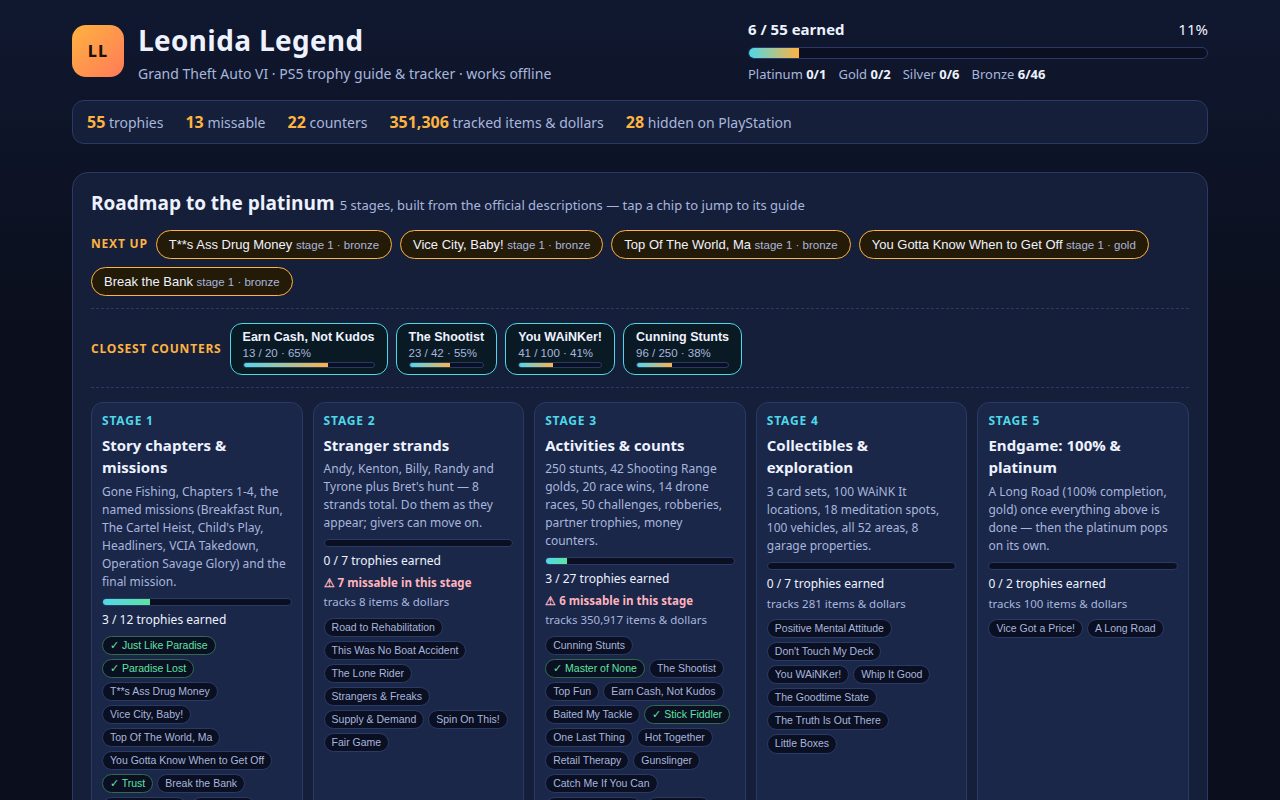 LL
Leonida Legend
Grand Theft Auto VI · PS5 trophy guide & tracker · works offline
6 / 55 earned 11%
Platinum 0/1 Gold 0/2 Silver 0/6 Bronze 6/46
55 trophies 13 missable 22 counters 351,306 tracked items & dollars 28 hidden on PlayStation
Roadmap to the platinum 5 stages, built from the official descriptions — tap a chip to jump to its guide
NEXT UP T**s Ass Drug Money stage 1 · bronze Vice City, Baby! stage 1 · bronze Top Of The World, Ma stage 1 · bronze You Gotta Know When to Get Off stage 1 · gold
Break the Bank stage 1 · bronze
CLOSEST COUNTERS
Earn Cash, Not Kudos
13 / 20 · 65%
The Shootist
23 / 42 · 55%
You WAiNKer!
41 / 100 · 41%
Cunning Stunts
96 / 250 · 38%
STAGE 1
Story chapters &
missions
Gone Fishing, Chapters 1-4, the
named missions (Breakfast Run,
The Cartel Heist, Child's Play,
Headliners, VCIA Takedown,
Operation Savage Glory) and the
final mission.
3 / 12 trophies earned
✓ Just Like Paradise
✓ Paradise Lost
T**s Ass Drug Money
Vice City, Baby!
Top Of The World, Ma
You Gotta Know When to Get Off
✓ Trust Break the Bank
STAGE 2
Stranger strands
Andy, Kenton, Billy, Randy and
Tyrone plus Bret's hunt — 8
strands total. Do them as they
appear; givers can move on.
0 / 7 trophies earned
⚠ 7 missable in this stage
tracks 8 items & dollars
Road to Rehabilitation
This Was No Boat Accident
The Lone Rider
Strangers & Freaks
Supply & Demand Spin On This!
Fair Game
STAGE 3
Activities & counts
250 stunts, 42 Shooting Range
golds, 20 race wins, 14 drone
races, 50 challenges, robberies,
partner trophies, money
counters.
3 / 27 trophies earned
⚠ 6 missable in this stage
tracks 350,917 items & dollars
Cunning Stunts
✓ Master of None The Shootist
Top Fun Earn Cash, Not Kudos
Baited My Tackle ✓ Stick Fiddler
One Last Thing Hot Together
Retail Therapy Gunslinger
Catch Me If You Can
STAGE 4
Collectibles &
exploration
3 card sets, 100 WAiNK It
locations, 18 meditation spots,
100 vehicles, all 52 areas, 8
garage properties.
0 / 7 trophies earned
tracks 281 items & dollars
Positive Mental Attitude
Don't Touch My Deck
You WAiNKer! Whip It Good
The Goodtime State
The Truth Is Out There
Little Boxes
STAGE 5
Endgame: 100% &
platinum
A Long Road (100% completion,
gold) once everything above is
done — then the platinum pops
on its own.
0 / 2 trophies earned
tracks 100 items & dollars
Vice Got a Price! A Long Road